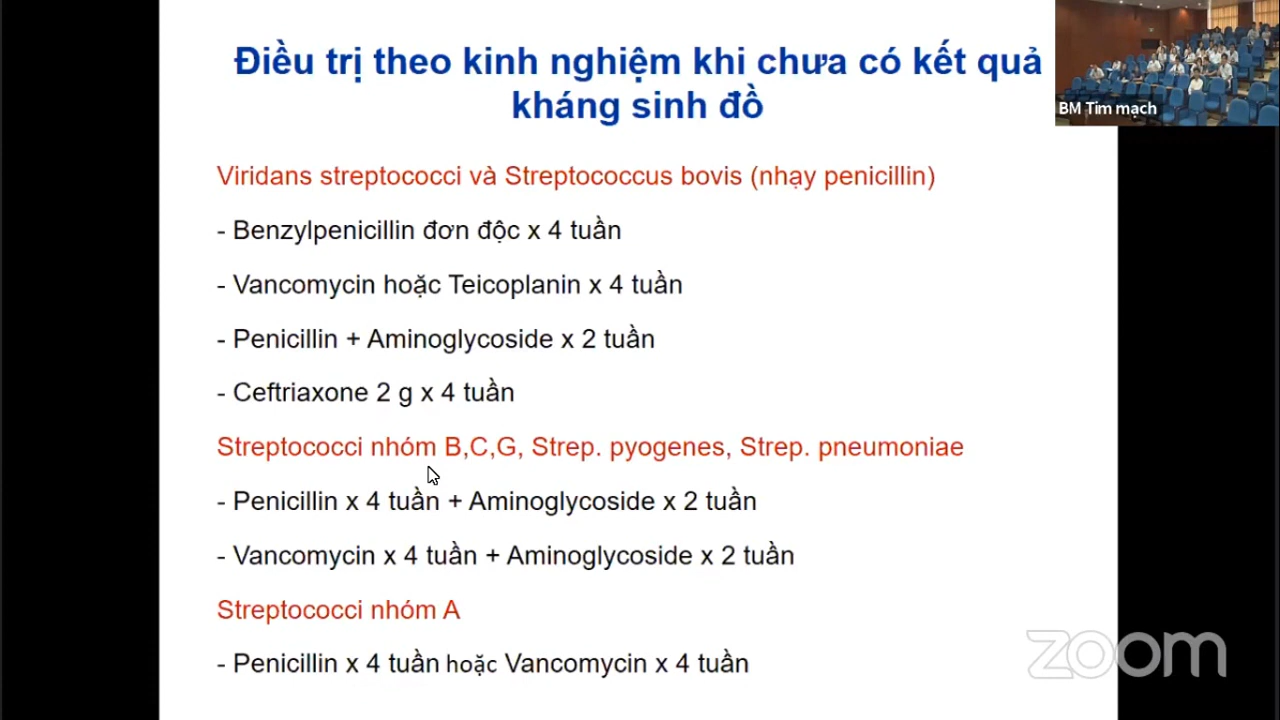 Điều trị theo kinh nghiệm khi chưa có kết quả
kháng sinh đồ
BM Tim mạch
Viridans streptococci và Streptococcus bovis (nhạy penicillin)
- Benzylpenicillin đơn độc x 4 tuần
- Vancomycin hoặc Teicoplanin x 4 tuần
- Penicillin + Aminoglycoside x 2 tuần
- Ceftriaxone 2 g x 4 tuần
Streptococci nhóm B,C,G, Strep. pyogenes, Strep. pneumoniae
- Penicillin x 4 tuần + Aminoglycoside x 2 tuần
- Vancomycin x 4 tuần + Aminoglycoside x 2 tuần
Streptococci nhóm A
- Penicillin x 4 tuần hoặc Vancomycin x 4 tuần
zoom